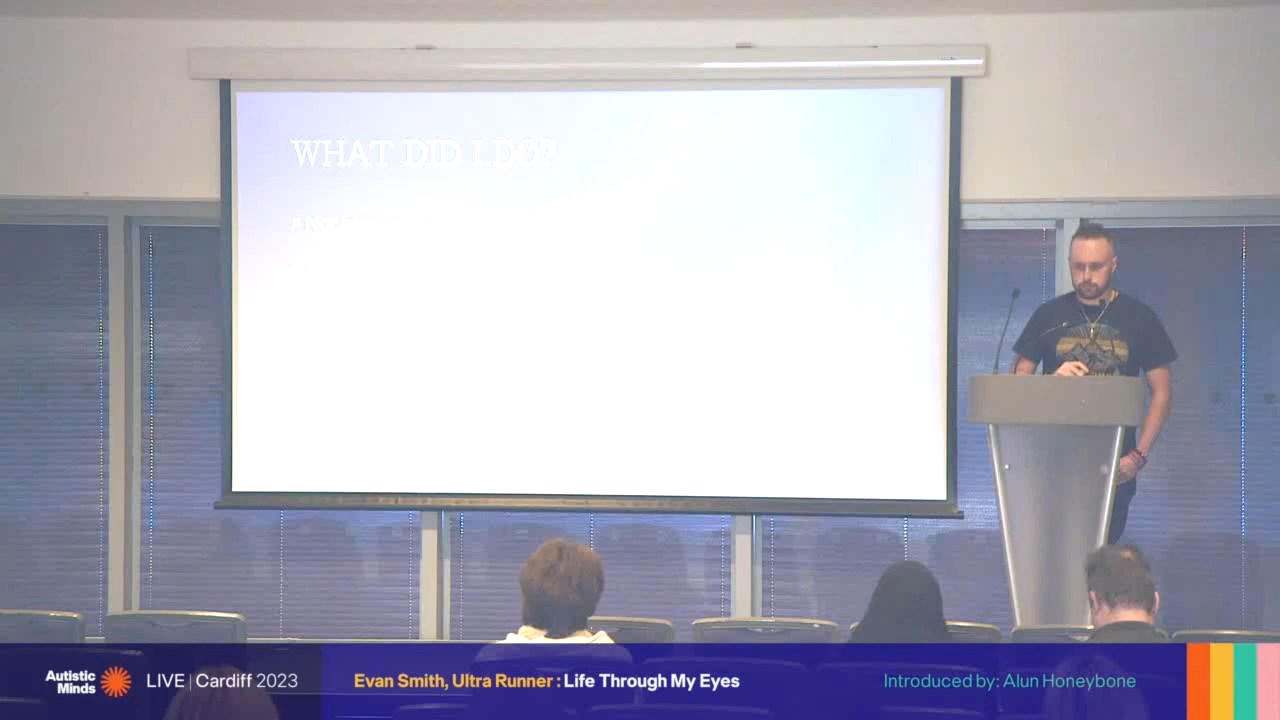 WHAT DID I DO?
Autistic
Minds
LIVE | Cardiff 2023
Evan Smith, Ultra Runner : Life Through My Eyes
Introduced by: Alun Honeybone